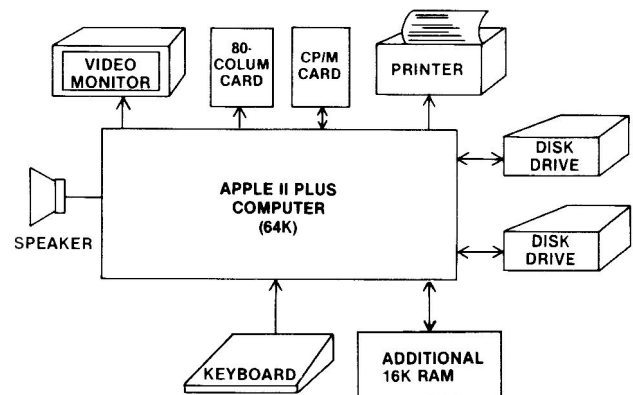 VIDEO
MONITOR
80-
COLUM
CARD
CP/M
CARD
PRINTER
DISK
DRIVE
APPLE II PLUS
COMPUTER
(64K)
SPEAKER
DISK
DRIVE
KEYBOARD
ADDITIONAL
16K RAM